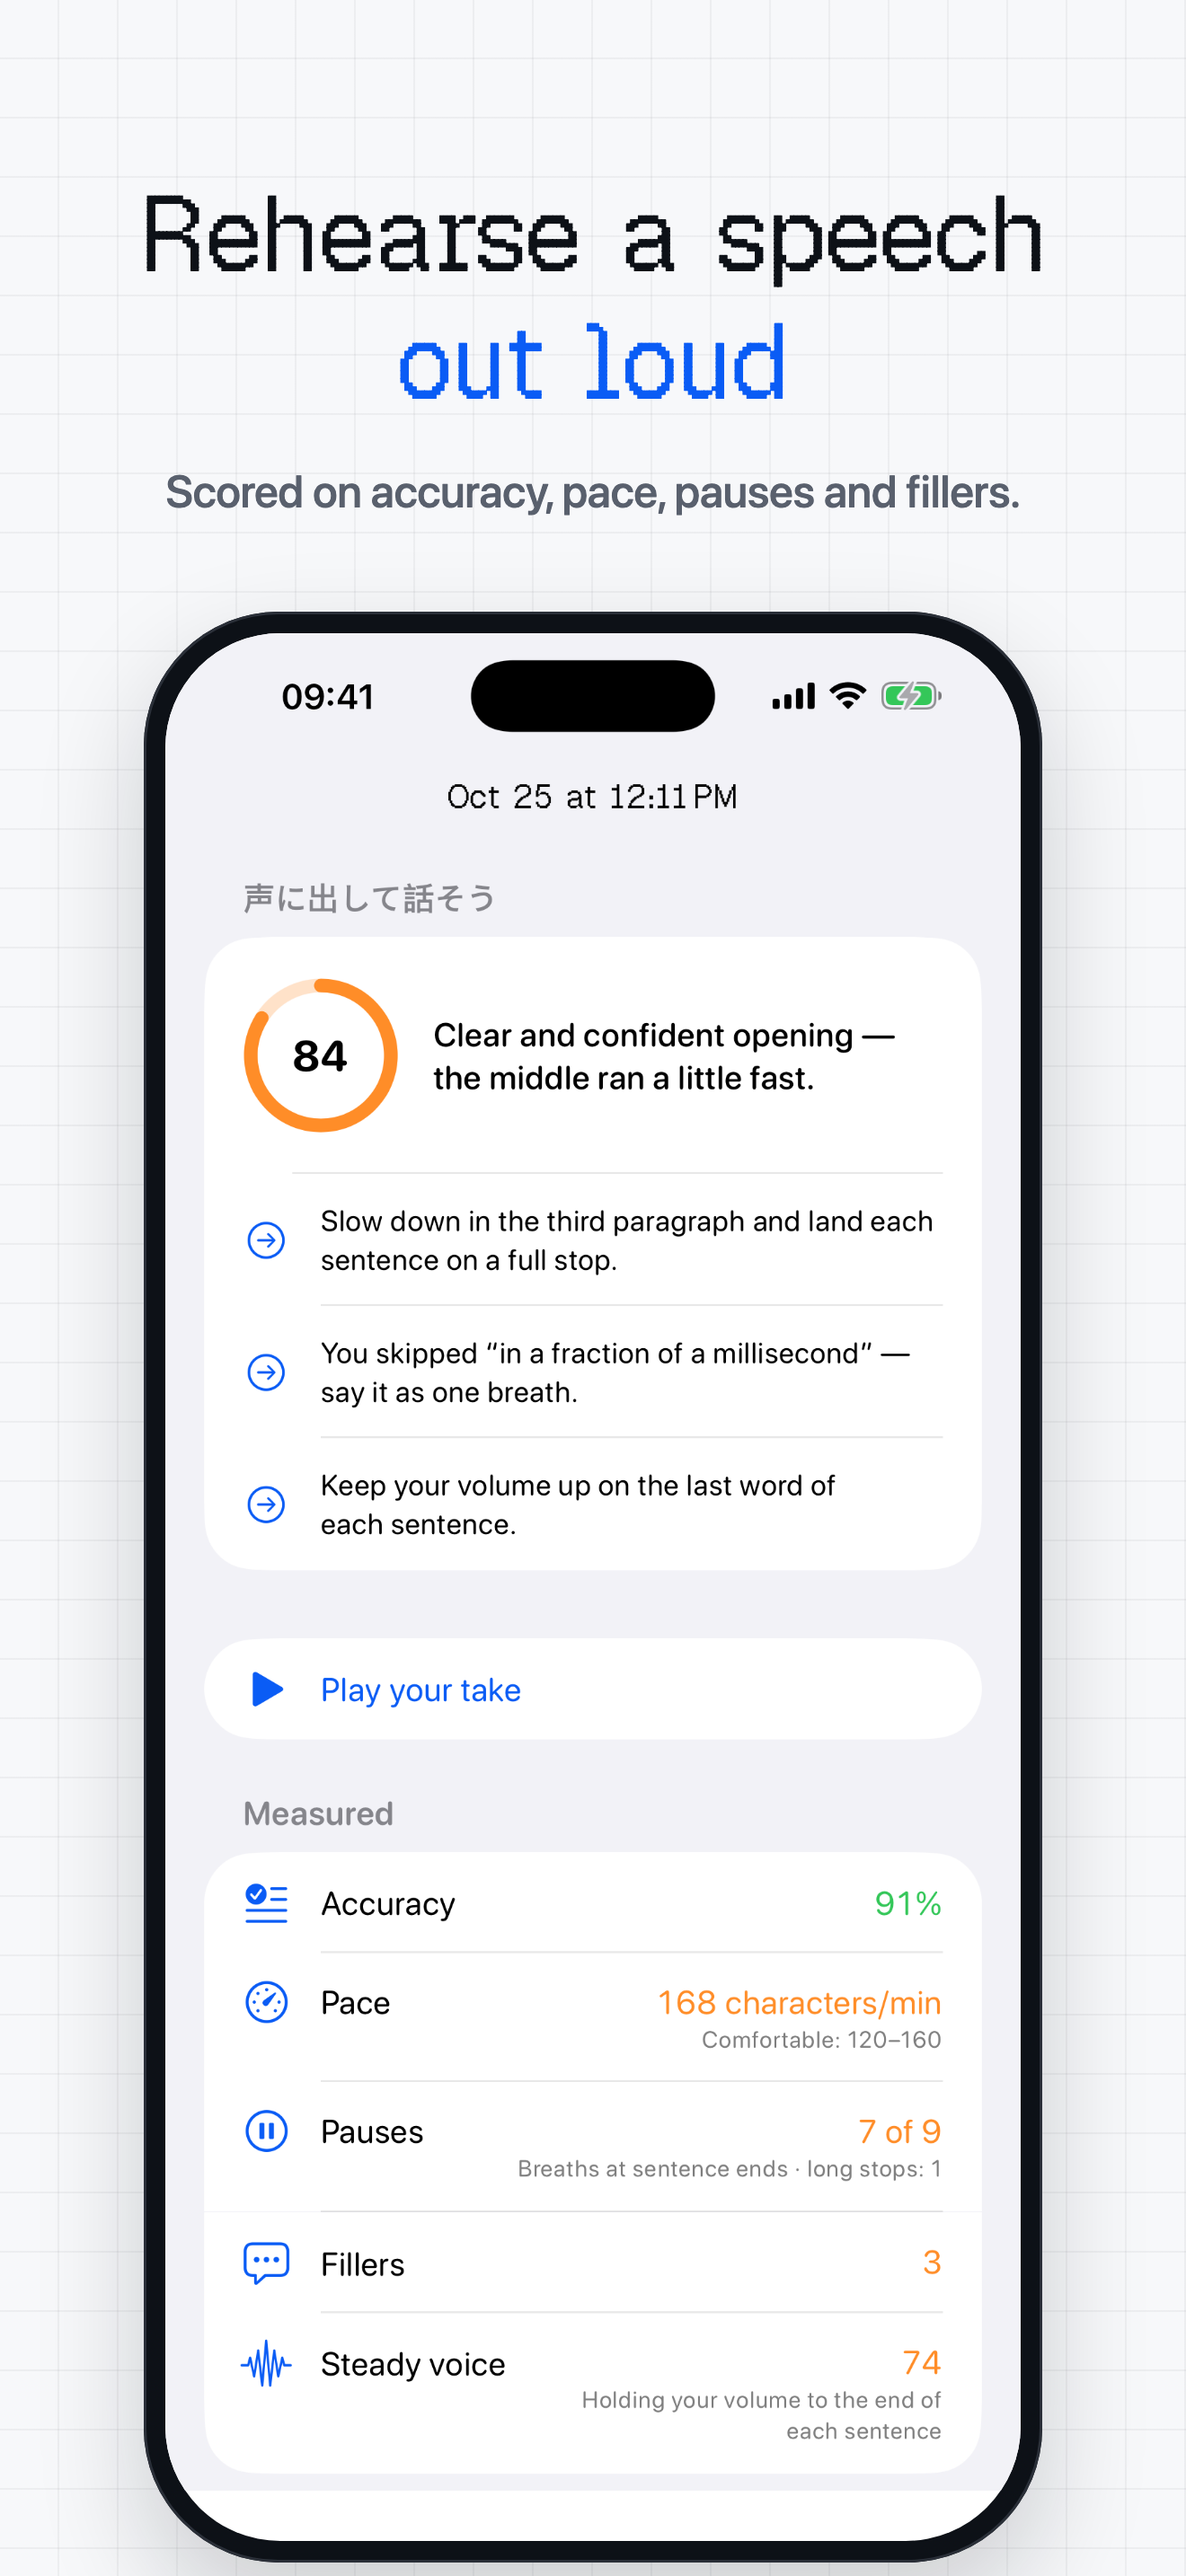 Rehearse a speech
out loud
Scored on accuracy, pace, pauses and fillers.
09:41
Oct 25 at 12:11 PM
声に出して話そう
84
Clear and confident opening —
the middle ran a little fast.
Slow down in the third paragraph and land each
sentence on a full stop.
You skipped “in a fraction of a millisecond” —
say it as one breath.
Keep your volume up on the last word of
each sentence.
Play your take
Measured
Accuracy 91%
Pace 168 characters/min
Comfortable: 120–160
Pauses 7 of 9
Breaths at sentence ends · long stops: 1
Fillers 3
Steady voice 74
Holding your volume to the end of
each sentence